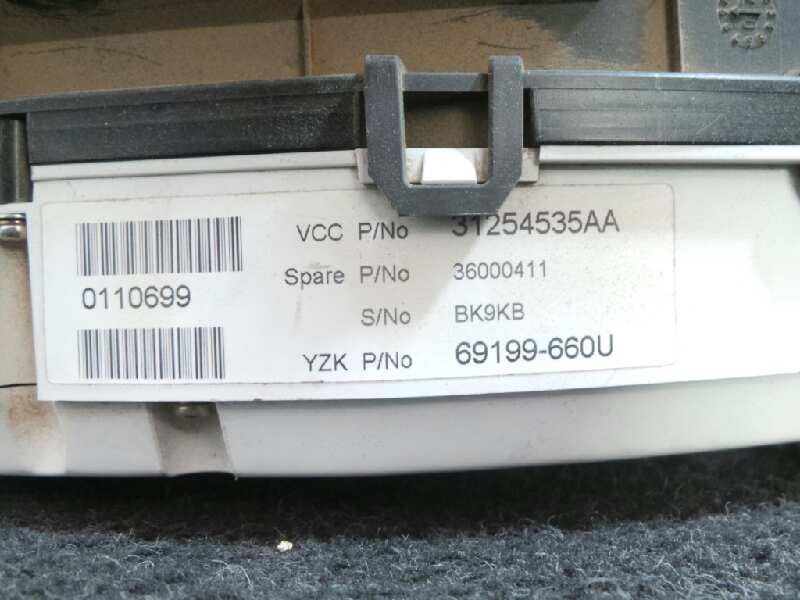 VCC P/No 31254535AA
Spare P/No 36000411
0110699
S/No BK9KB
YZK P/No 69199-660U